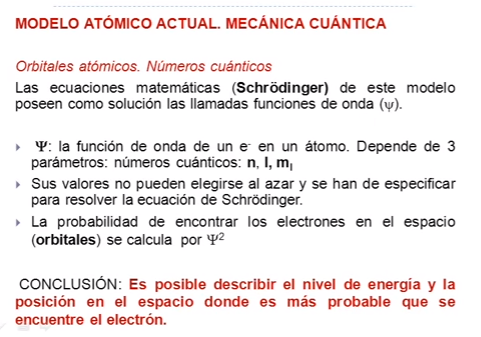 MODELO ATÓMICO ACTUAL. MECÁNICA CUÁNTICA
Orbitales atómicos. Números cuánticos
Las ecuaciones matemáticas (Schrödinger) de este modelo
poseen como solución las llamadas funciones de onda (ψ).
Ψ: la función de onda de un e⁻ en un átomo. Depende de 3
parámetros: números cuánticos: n, l, mₗ
Sus valores no pueden elegirse al azar y se han de especificar
para resolver la ecuación de Schrödinger.
La probabilidad de encontrar los electrones en el espacio
(orbitales) se calcula por Ψ²
CONCLUSIÓN: Es posible describir el nivel de energía y la
posición en el espacio donde es más probable que se
encuentre el electrón.